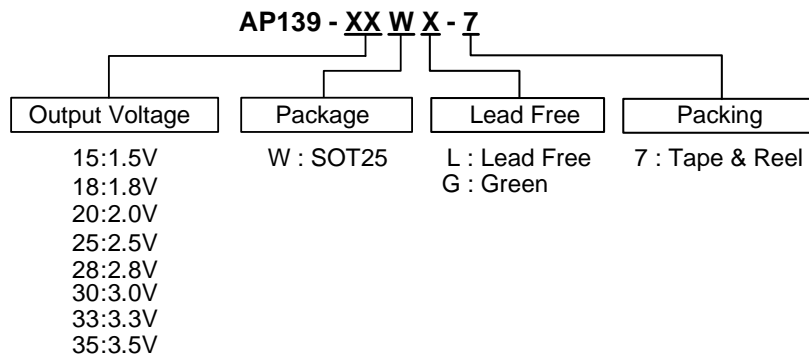 AP139 - XX W X - 7
Output Voltage
Package
Lead Free
Packing
15:1.5V
18:1.8V
20:2.0V
25:2.5V
28:2.8V
30:3.0V
33:3.3V
35:3.5V
W : SOT25
L : Lead Free
G : Green
7 : Tape & Reel